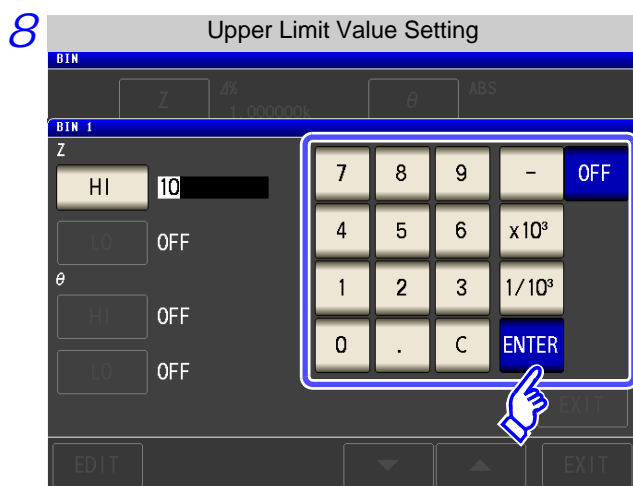 8 Upper Limit Value Setting
BIN
Z Δ% 1.000000k θ ABS
BIN 1
Z
HI 10
LO OFF
θ
HI OFF
LO OFF
7 8 9 - OFF
4 5 6 x10³
1 2 3 1/10³
0 . C ENTER
EXIT
EDIT EXIT